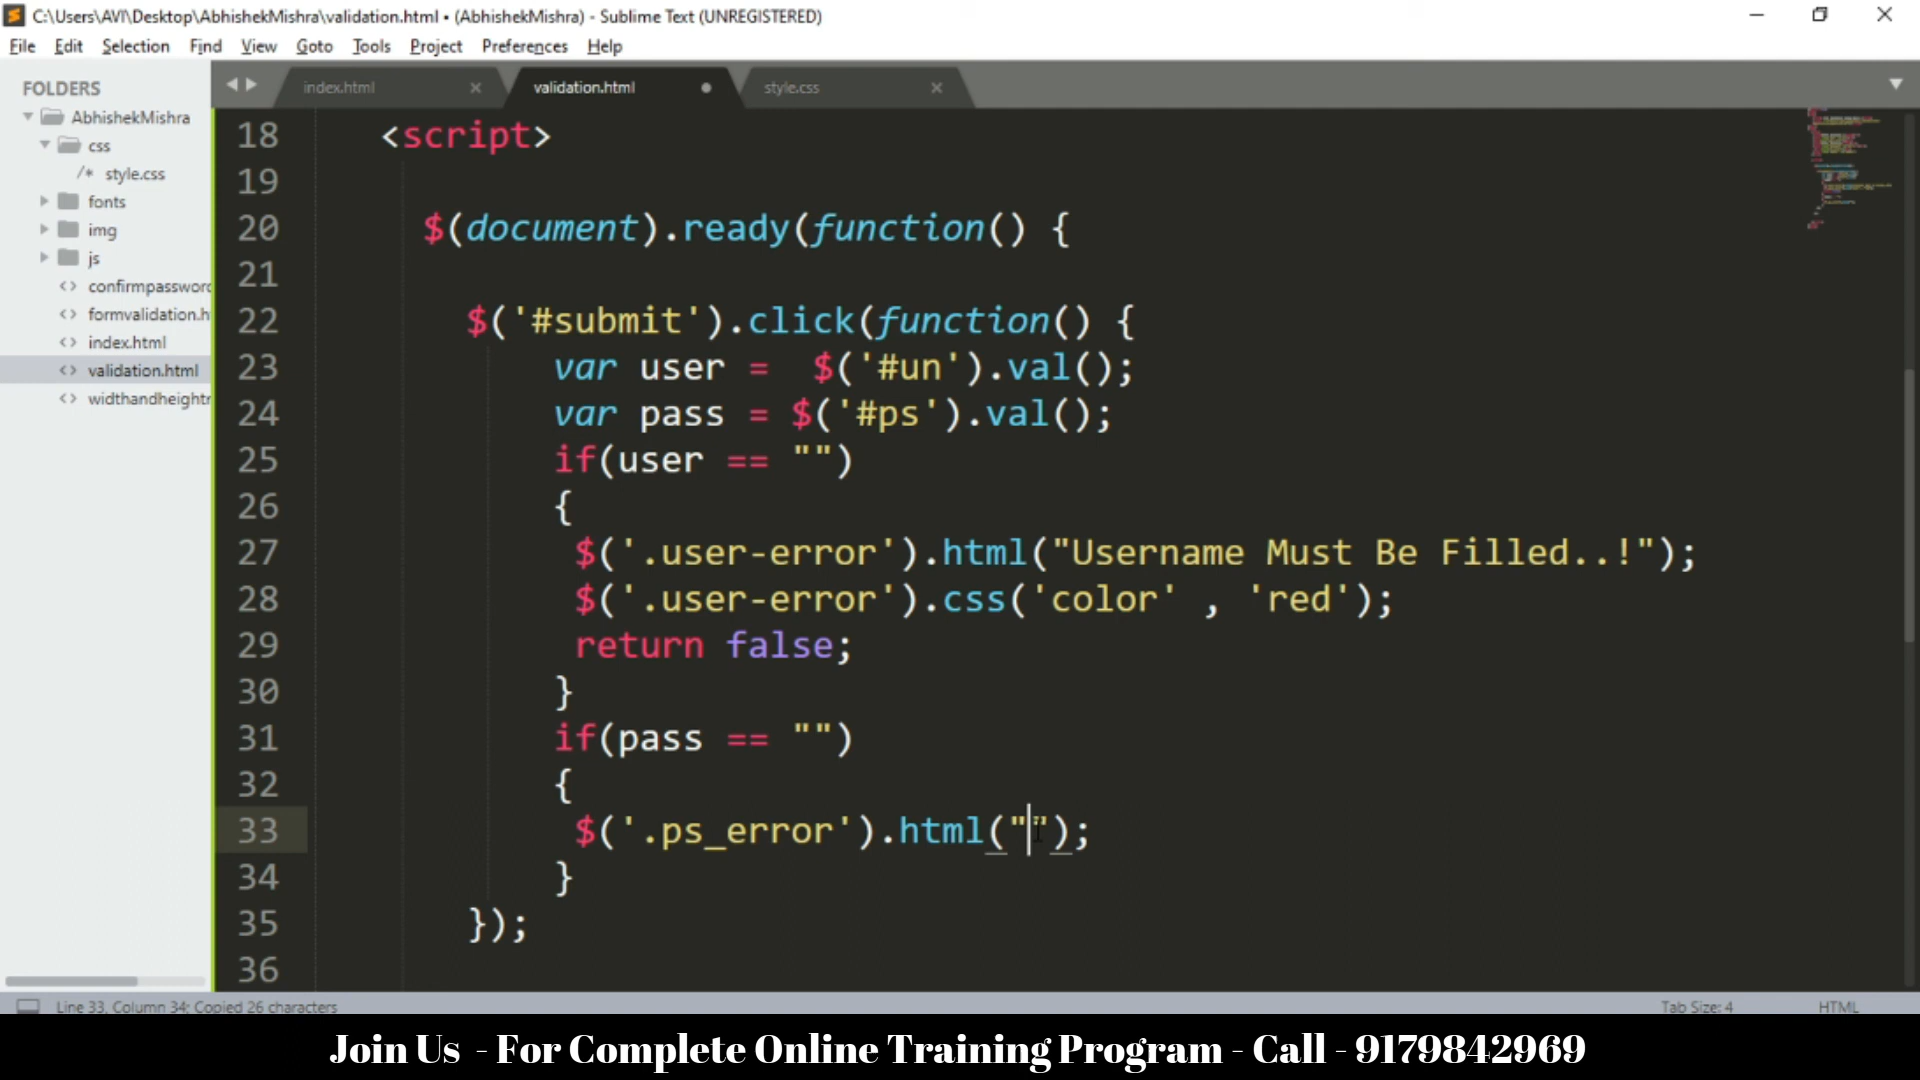 C:\Users\AVI\Desktop\AbhishekMishra\validation.html • (AbhishekMishra) - Sublime Text (UNREGISTERED)
File Edit Selection Find View Goto Tools Project Preferences Help
FOLDERS
AbhishekMishra
css
/* style.css
fonts
img
js
<> confirmpassword
<> formvalidation.h
<> index.html
<> validation.html
<> widthandheightr
index.html
validation.html
style.css
18 <script>
19
20 $(document).ready(function() {
21
22 $('#submit').click(function() {
23 var user =  $('#un').val();
24 var pass = $('#ps').val();
25 if(user == "")
26 {
27 $('.user-error').html("Username Must Be Filled..!");
28 $('.user-error').css('color' , 'red');
29 return false;
30 }
31 if(pass == "")
32 {
33 $('.ps_error').html("");
34 }
35 });
36
Line 33, Column 34; Copied 26 characters
Tab Size: 4
HTML
Join Us - For Complete Online Training Program - Call - 9179842969